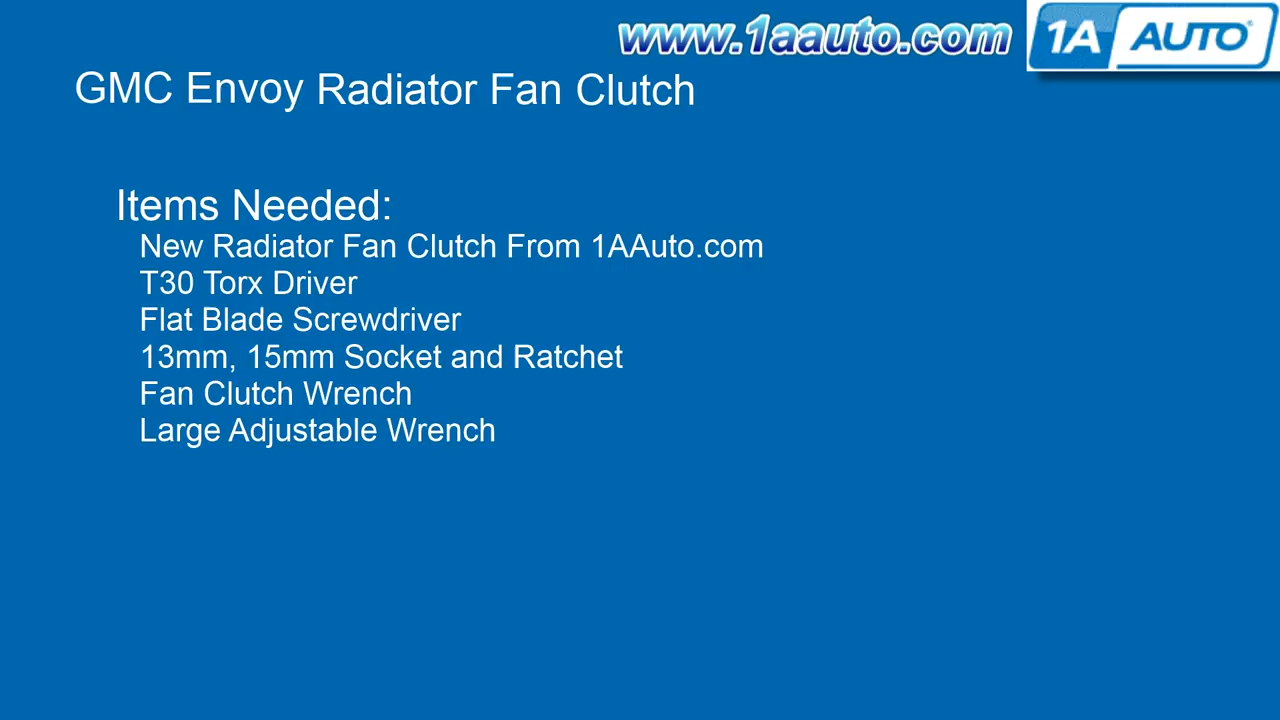 www.1aauto.com
1A AUTO®
GMC Envoy Radiator Fan Clutch
Items Needed:
New Radiator Fan Clutch From 1AAuto.com
T30 Torx Driver
Flat Blade Screwdriver
13mm, 15mm Socket and Ratchet
Fan Clutch Wrench
Large Adjustable Wrench